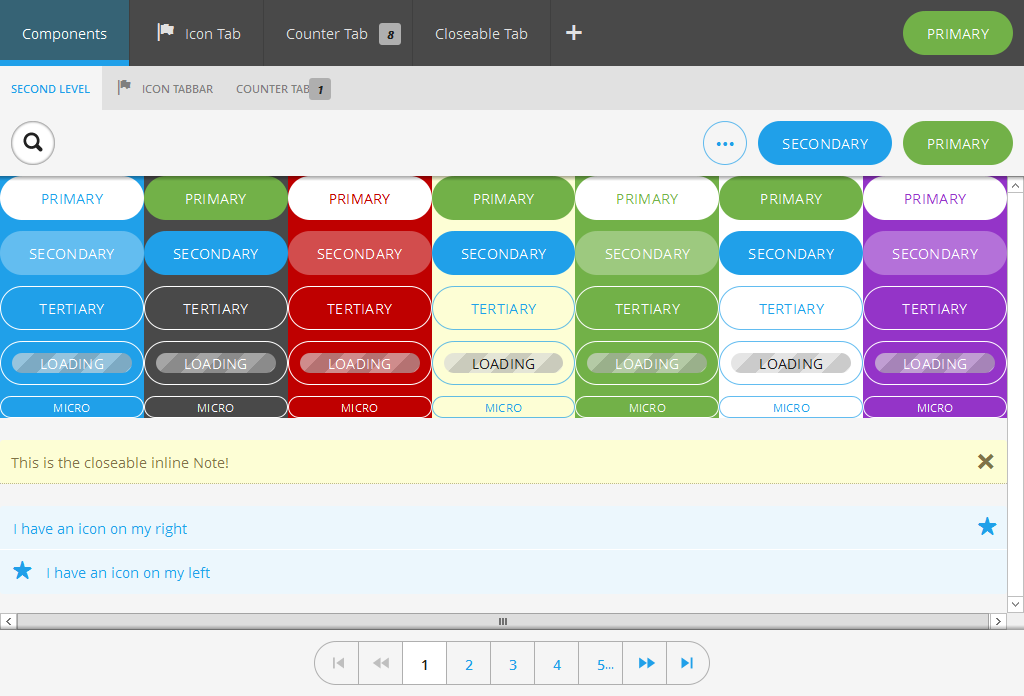 Components Icon Tab Counter Tab 8 Closeable Tab + PRIMARY
SECOND LEVEL ICON TABBAR COUNTER TAB 1
... SECONDARY PRIMARY
PRIMARY PRIMARY PRIMARY PRIMARY PRIMARY PRIMARY PRIMARY
SECONDARY SECONDARY SECONDARY SECONDARY SECONDARY SECONDARY SECONDARY
TERTIARY TERTIARY TERTIARY TERTIARY TERTIARY TERTIARY TERTIARY
LOADING LOADING LOADING LOADING LOADING LOADING LOADING
MICRO MICRO MICRO MICRO MICRO MICRO MICRO
This is the closeable inline Note!
I have an icon on my right
I have an icon on my left
1 2 3 4 5...